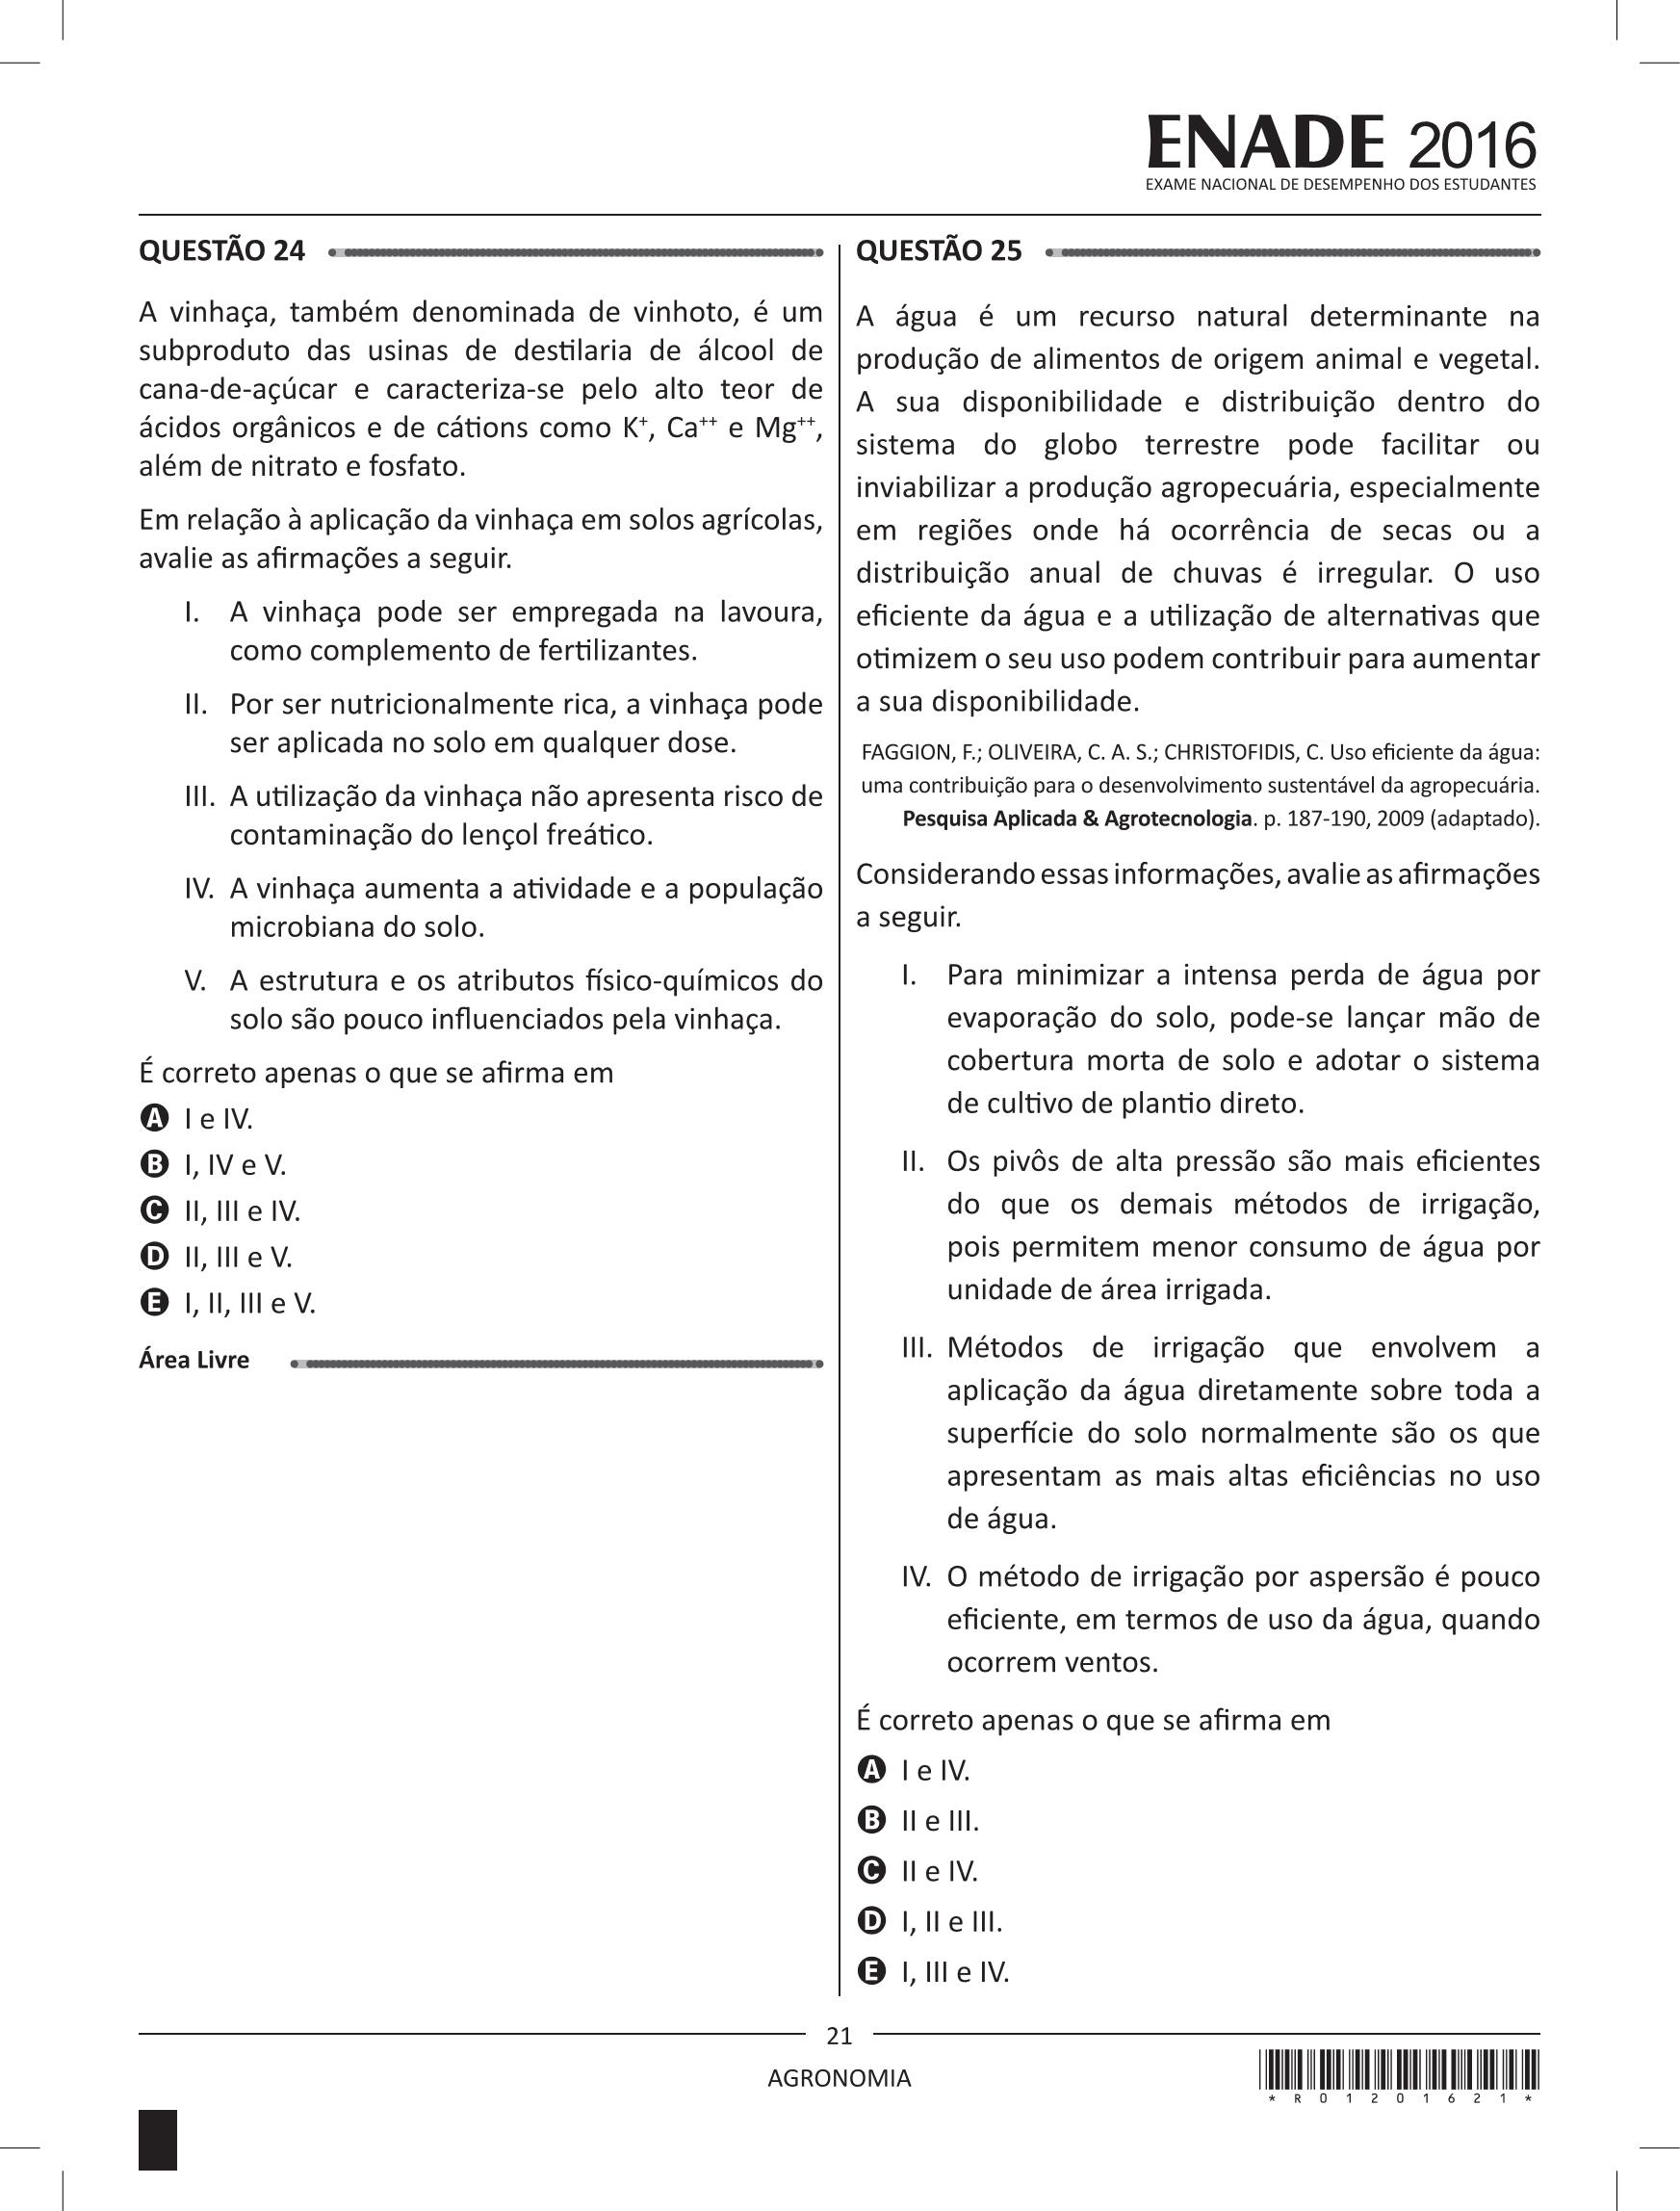 ENADE 2016
EXAME NACIONAL DE DESEMPENHO DOS ESTUDANTES
QUESTÃO 24
A vinhaça, também denominada de vinhoto, é um
subproduto das usinas de destilaria de álcool de
cana-de-açúcar e caracteriza-se pelo alto teor de
ácidos orgânicos e de cátions como K⁺, Ca⁺⁺ e Mg⁺⁺,
além de nitrato e fosfato.
Em relação à aplicação da vinhaça em solos agrícolas,
avalie as afirmações a seguir.
I. A vinhaça pode ser empregada na lavoura,
como complemento de fertilizantes.
II. Por ser nutricionalmente rica, a vinhaça pode
ser aplicada no solo em qualquer dose.
III. A utilização da vinhaça não apresenta risco de
contaminação do lençol freático.
IV. A vinhaça aumenta a atividade e a população
microbiana do solo.
V. A estrutura e os atributos físico-químicos do
solo são pouco influenciados pela vinhaça.
É correto apenas o que se afirma em
A I e IV.
B I, IV e V.
C II, III e IV.
D II, III e V.
E I, II, III e V.
Área Livre
QUESTÃO 25
A água é um recurso natural determinante na
produção de alimentos de origem animal e vegetal.
A sua disponibilidade e distribuição dentro do
sistema do globo terrestre pode facilitar ou
inviabilizar a produção agropecuária, especialmente
em regiões onde há ocorrência de secas ou a
distribuição anual de chuvas é irregular. O uso
eficiente da água e a utilização de alternativas que
otimizem o seu uso podem contribuir para aumentar
a sua disponibilidade.
FAGGION, F.; OLIVEIRA, C. A. S.; CHRISTOFIDIS, C. Uso eficiente da água:
uma contribuição para o desenvolvimento sustentável da agropecuária.
Pesquisa Aplicada & Agrotecnologia. p. 187-190, 2009 (adaptado).
Considerando essas informações, avalie as afirmações
a seguir.
I. Para minimizar a intensa perda de água por
evaporação do solo, pode-se lançar mão de
cobertura morta de solo e adotar o sistema
de cultivo de plantio direto.
II. Os pivôs de alta pressão são mais eficientes
do que os demais métodos de irrigação,
pois permitem menor consumo de água por
unidade de área irrigada.
III. Métodos de irrigação que envolvem a
aplicação da água diretamente sobre toda a
superfície do solo normalmente são os que
apresentam as mais altas eficiências no uso
de água.
IV. O método de irrigação por aspersão é pouco
eficiente, em termos de uso da água, quando
ocorrem ventos.
É correto apenas o que se afirma em
A I e IV.
B II e III.
C II e IV.
D I, II e III.
E I, III e IV.
21
AGRONOMIA
* R 0 1 2 0 1 6 2 1 *